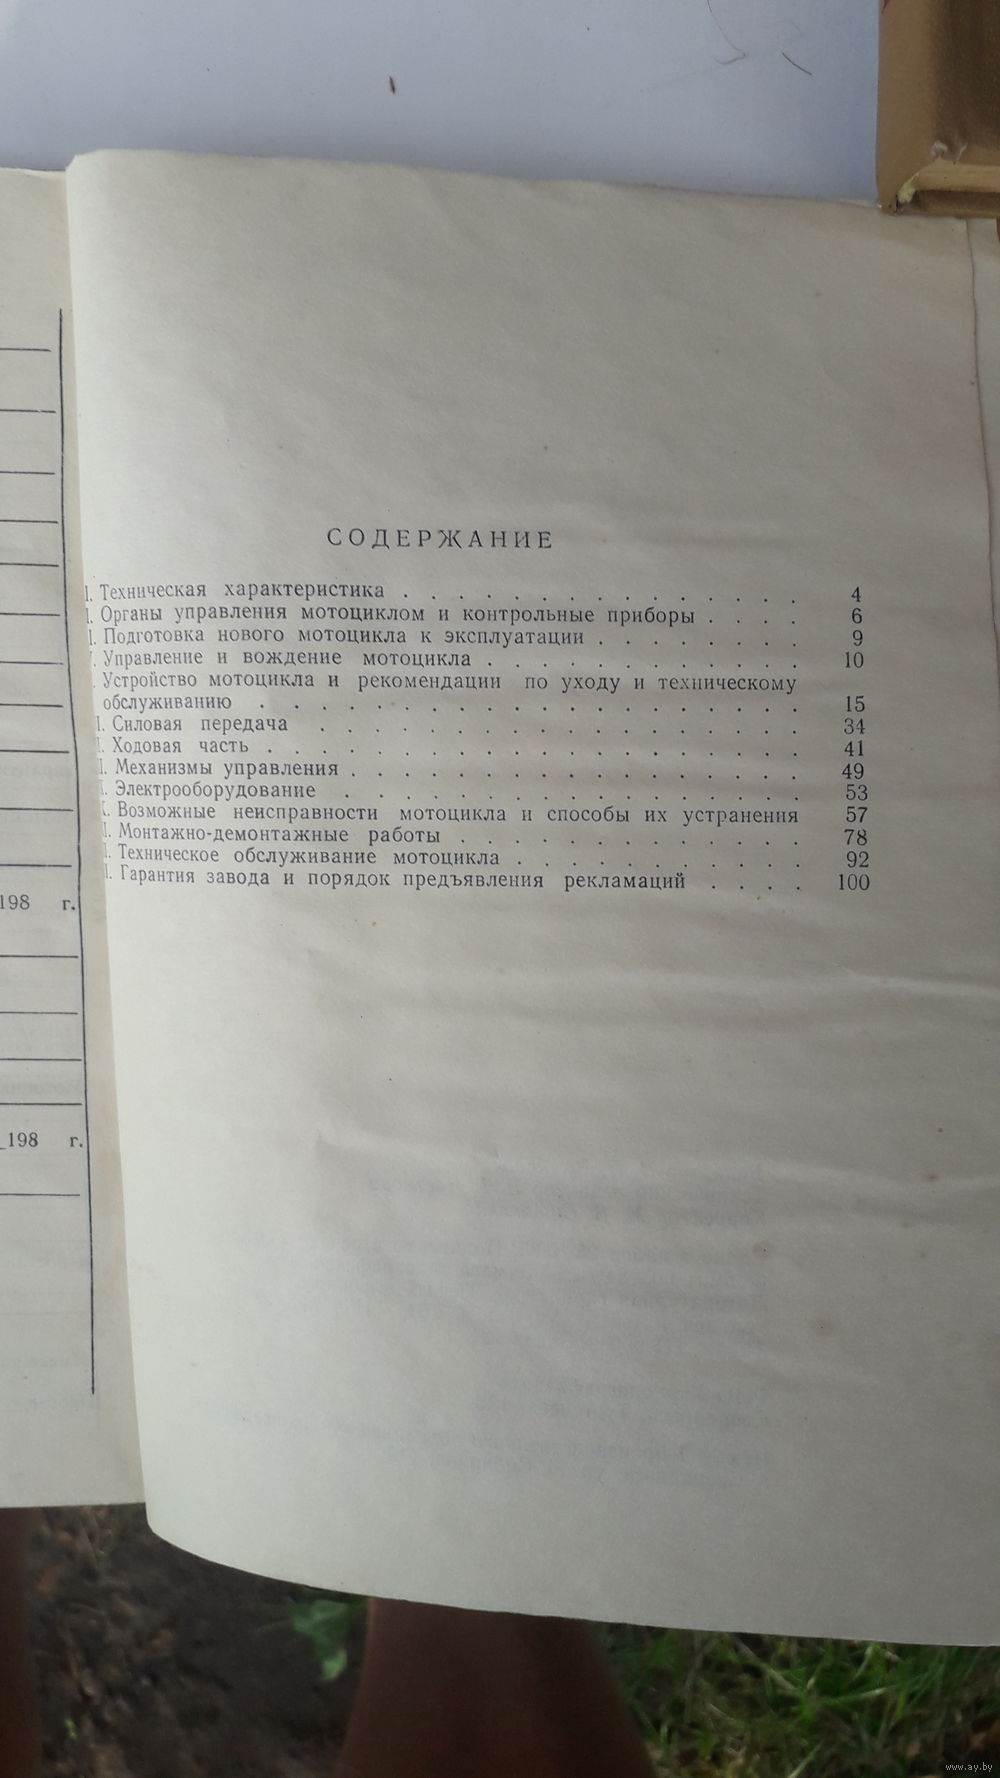 СОДЕРЖАНИЕ
I. Техническая характеристика . . . . . . . . . . . . . . . 4
I. Органы управления мотоциклом и контрольные приборы . . . . 6
I. Подготовка нового мотоцикла к эксплуатации . . . . . . . . 9
. Управление и вождение мотоцикла . . . . . . . . . . . . 10
. Устройство мотоцикла и рекомендации по уходу и техническому
обслуживанию . . . . . . . . . . . . . . . . . . . . 15
I. Силовая передача . . . . . . . . . . . . . . . . . . 34
I. Ходовая часть . . . . . . . . . . . . . . . . . . . . 41
I. Механизмы управления . . . . . . . . . . . . . . . . . 49
. Электрооборудование . . . . . . . . . . . . . . . . . 53
. Возможные неисправности мотоцикла и способы их устранения 57
I. Монтажно-демонтажные работы . . . . . . . . . . . . . 78
I. Техническое обслуживание мотоцикла . . . . . . . . . . 92
I. Гарантия завода и порядок предъявления рекламаций . . . . 100
198 г.
198 г.
www.ay.by